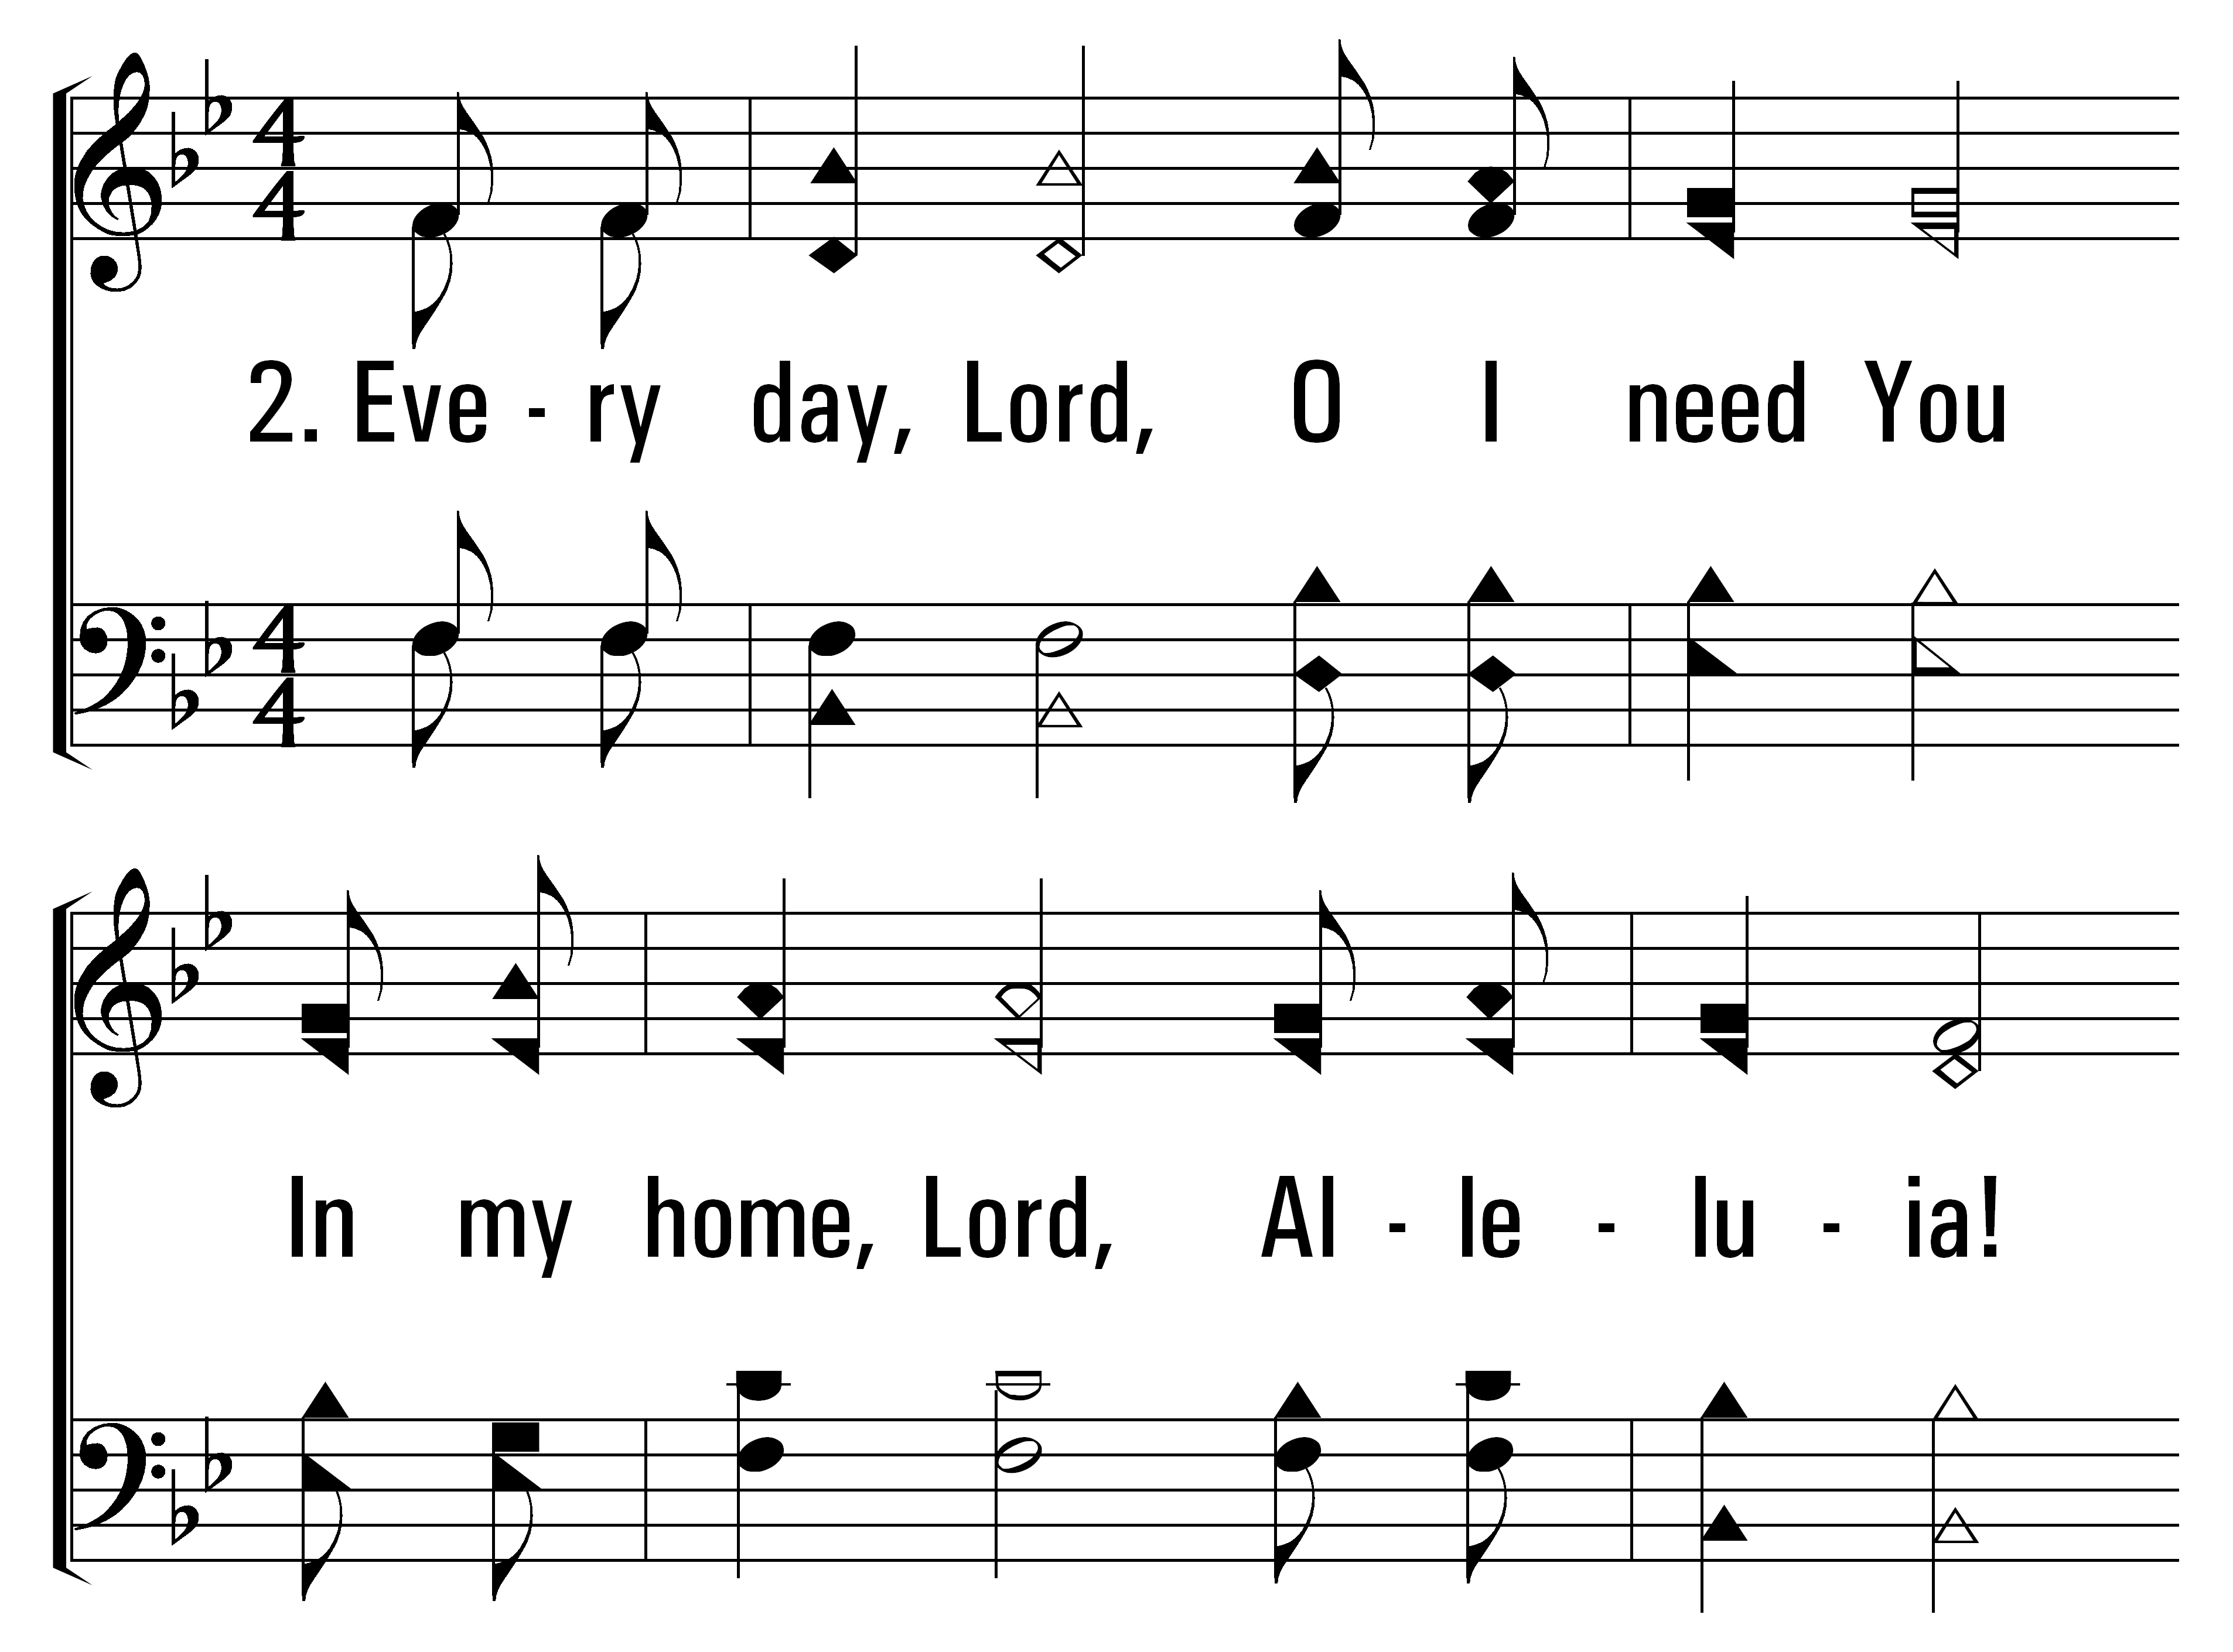 2. Eve - ry day, Lord, O I need You
In my home, Lord, Al - le - lu - ia!